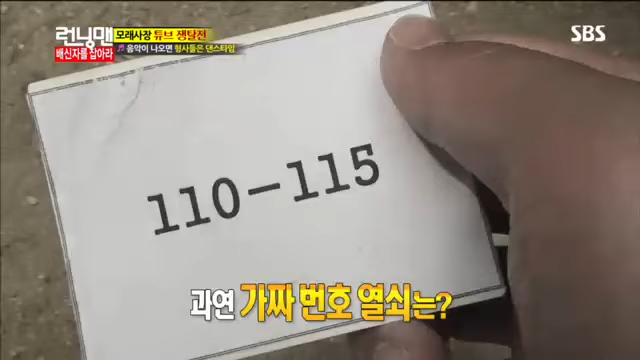 런닝맨
배신자를 잡아라
모래사장 튜브 쟁탈전
♬ 음악이 나오면 형사들은 댄스타임
SBS
110-115
과연 가짜 번호 열쇠는?